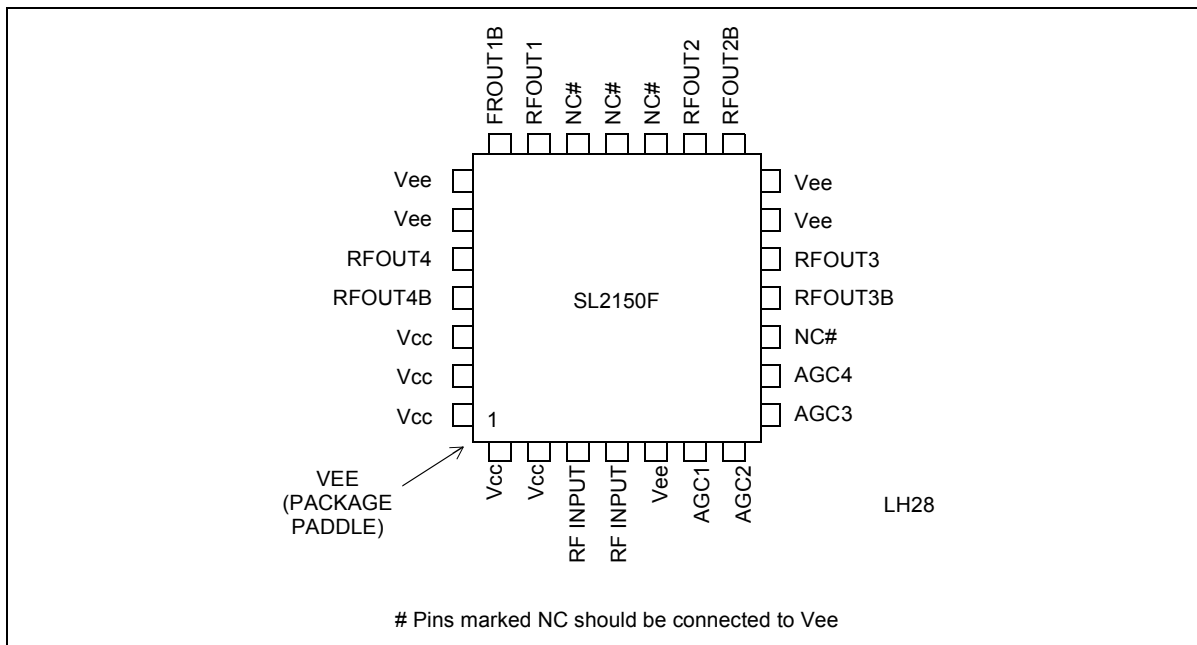 FROUT1B
RFOUT1
NC#
NC#
NC#
RFOUT2
RFOUT2B
Vee
Vee
RFOUT4
RFOUT4B
Vcc
Vcc
Vcc
SL2150F
1
Vee
Vee
RFOUT3
RFOUT3B
NC#
AGC4
AGC3
Vcc
Vcc
RF INPUT
RF INPUT
Vee
AGC1
AGC2
VEE
(PACKAGE
PADDLE)
LH28
# Pins marked NC should be connected to Vee